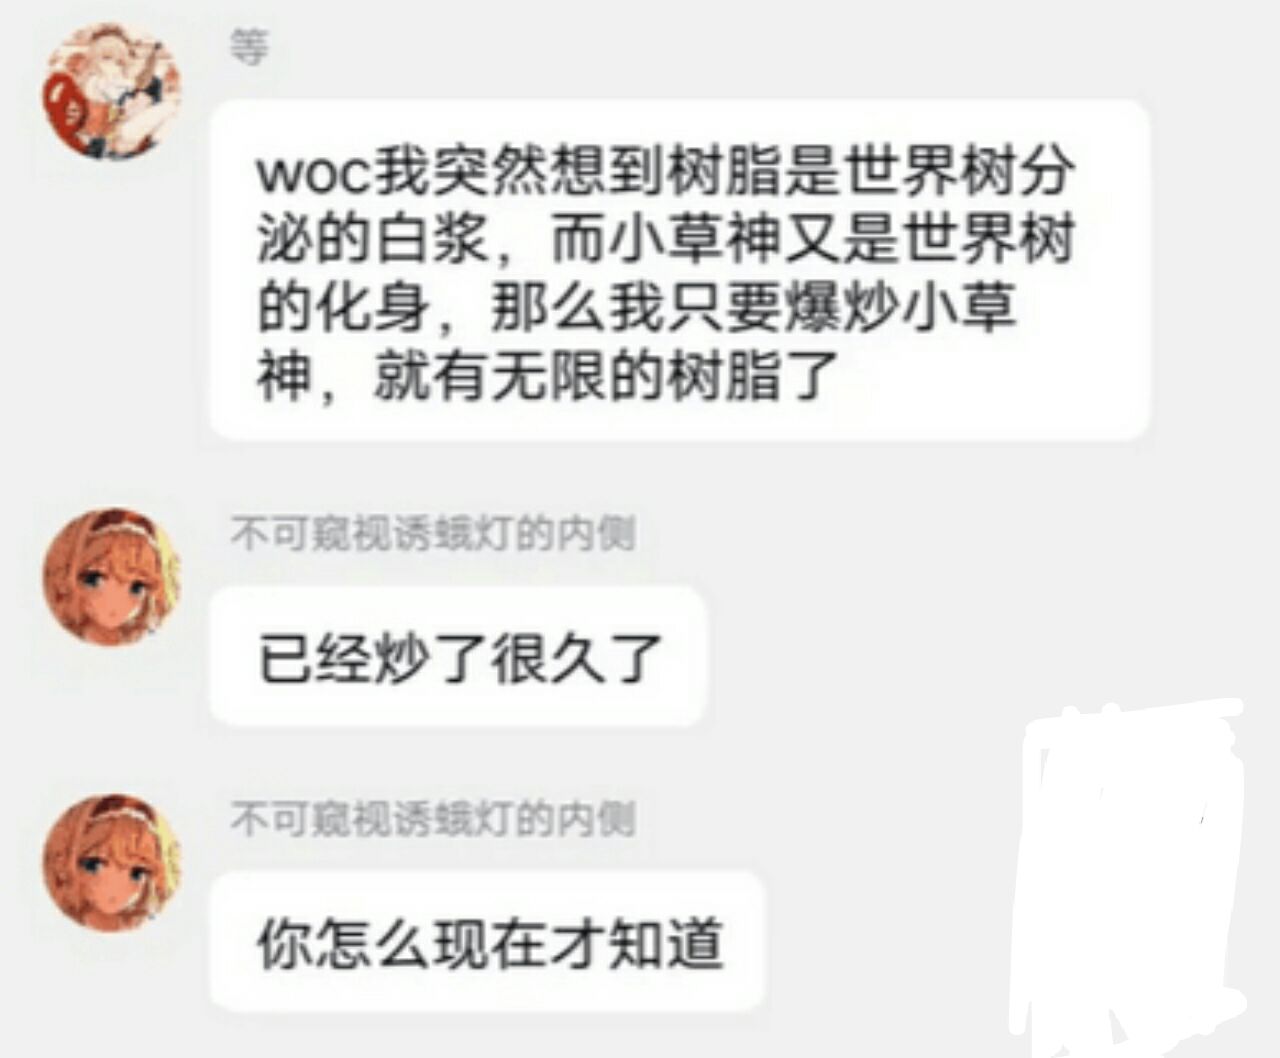 等
woc我突然想到树脂是世界树分
泌的白浆，而小草神又是世界树
的化身，那么我只要爆炒小草
神，就有无限的树脂了
不可窥视诱蛾灯的内侧
已经炒了很久了
不可窥视诱蛾灯的内侧
你怎么现在才知道